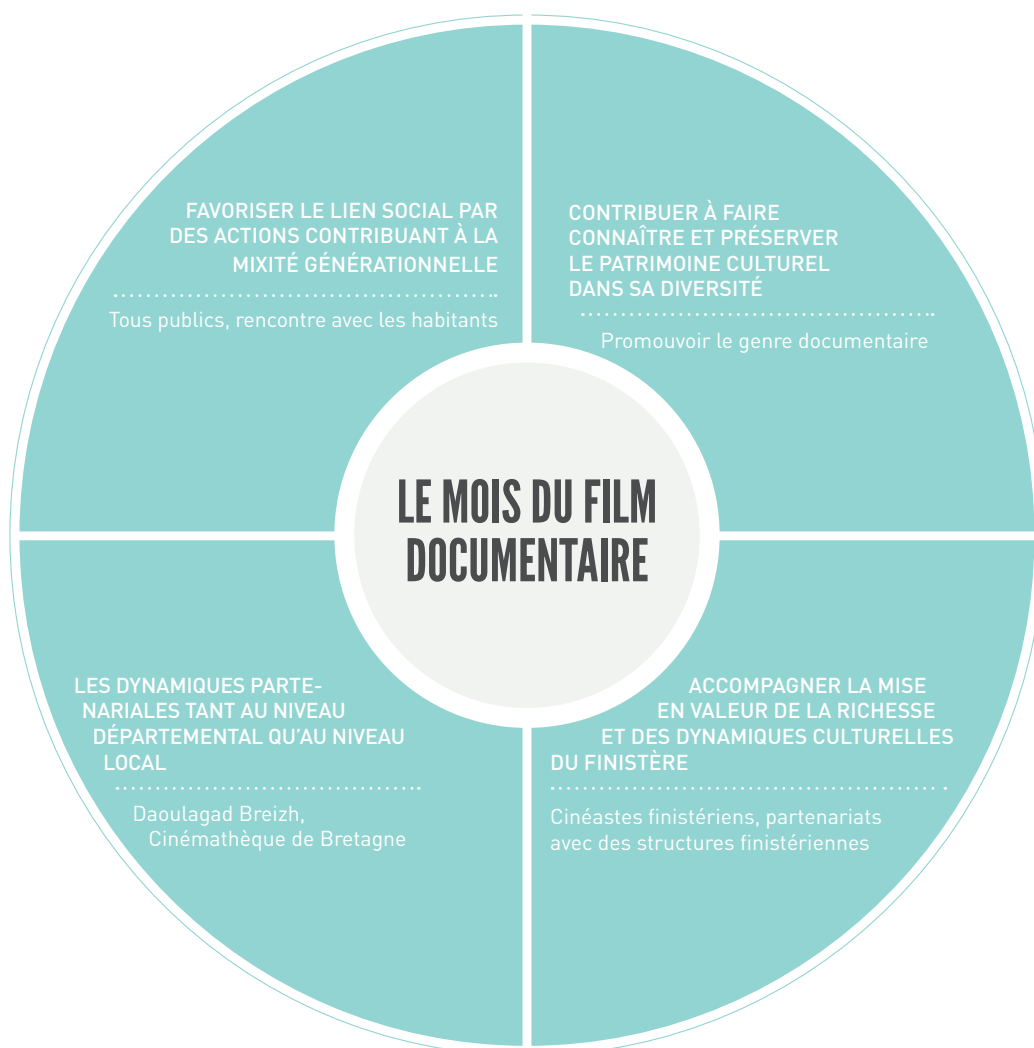 FAVORISER LE LIEN SOCIAL PAR
DES ACTIONS CONTRIBUANT À LA
MIXITÉ GÉNÉRATIONNELLE
Tous publics, rencontre avec les habitants
CONTRIBUER À FAIRE
CONNAÎTRE ET PRÉSERVER
LE PATRIMOINE CULTUREL
DANS SA DIVERSITÉ
Promouvoir le genre documentaire
LE MOIS DU FILM
DOCUMENTAIRE
LES DYNAMIQUES PARTE-
NARIALES TANT AU NIVEAU
DÉPARTEMENTAL QU’AU NIVEAU
LOCAL
Daoulagad Breizh,
Cinémathèque de Bretagne
ACCOMPAGNER LA MISE
EN VALEUR DE LA RICHESSE
ET DES DYNAMIQUES CULTURELLES
DU FINISTÈRE
Cinéastes finistériens, partenariats
avec des structures finistériennes